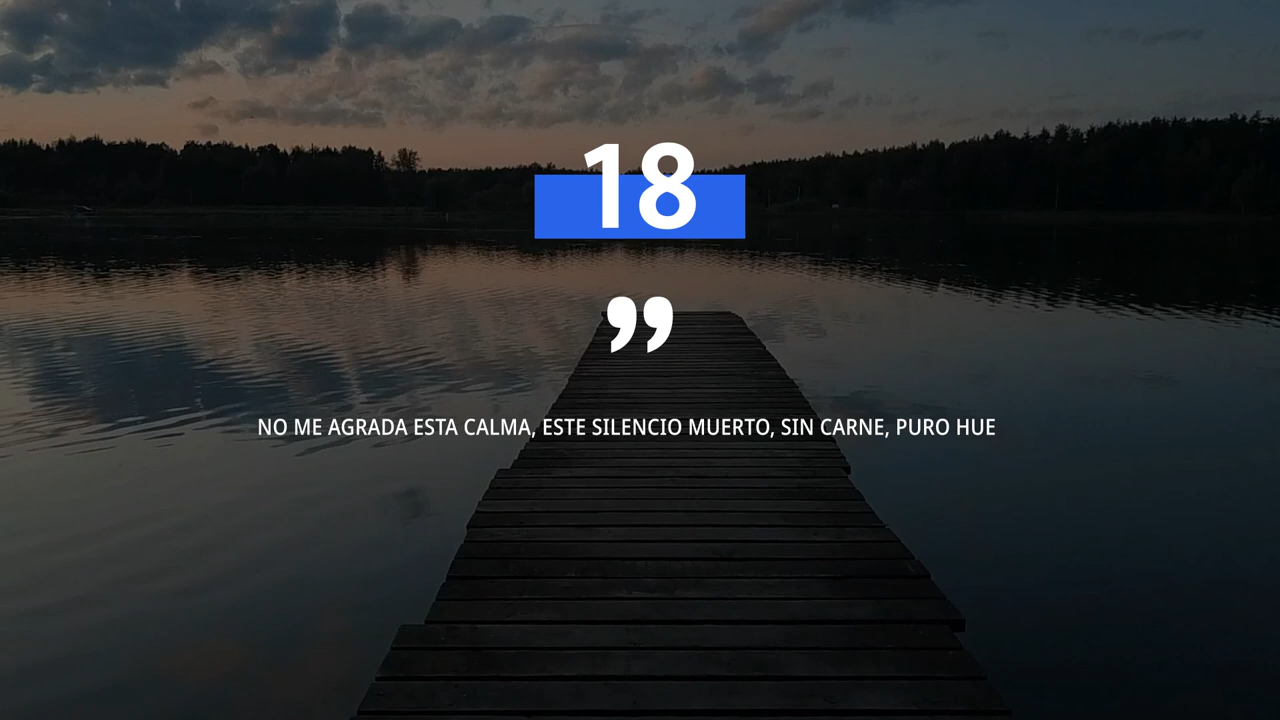 18
”
NO ME AGRADA ESTA CALMA, ESTE SILENCIO MUERTO, SIN CARNE, PURO HUE